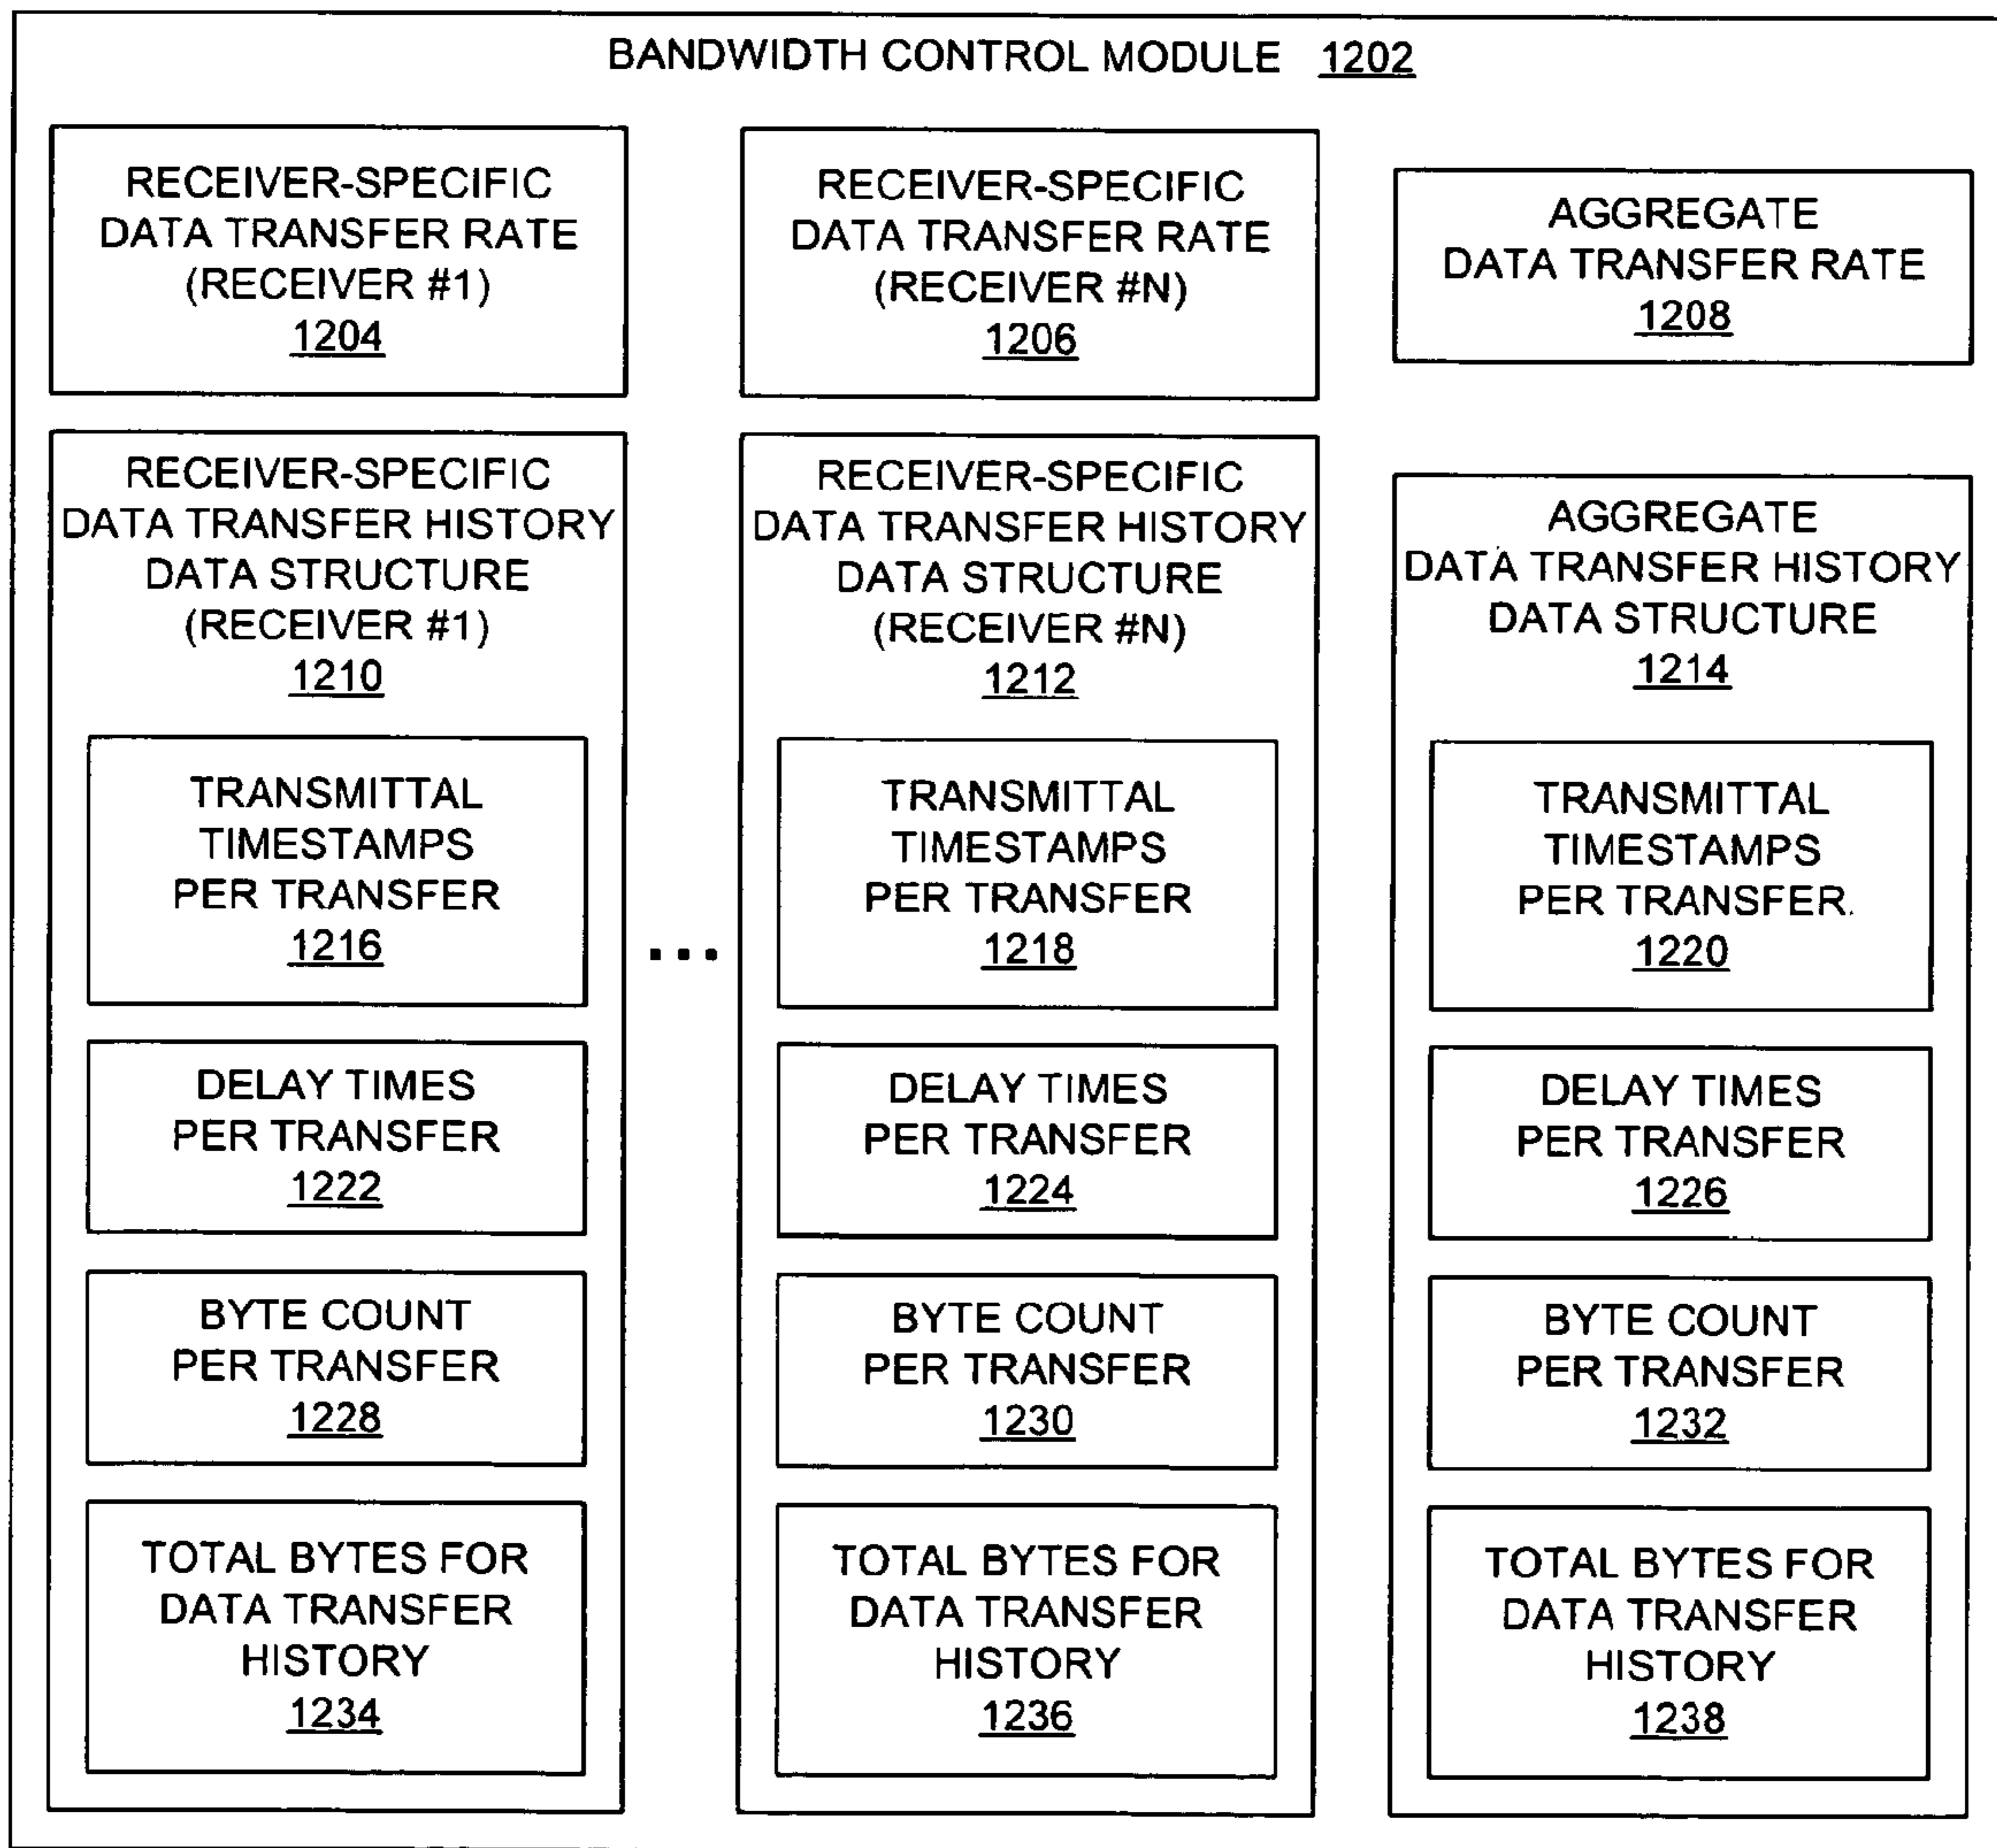 BANDWIDTH CONTROL MODULE 1202
RECEIVER-SPECIFIC
DATA TRANSFER RATE
(RECEIVER #1)
1204
RECEIVER-SPECIFIC
DATA TRANSFER RATE
(RECEIVER #N)
1206
AGGREGATE
DATA TRANSFER RATE
1208
RECEIVER-SPECIFIC
DATA TRANSFER HISTORY
DATA STRUCTURE
(RECEIVER #1)
1210
TRANSMITTAL
TIMESTAMPS
PER TRANSFER
1216
DELAY TIMES
PER TRANSFER
1222
BYTE COUNT
PER TRANSFER
1228
TOTAL BYTES FOR
DATA TRANSFER
HISTORY
1234
...
RECEIVER-SPECIFIC
DATA TRANSFER HISTORY
DATA STRUCTURE
(RECEIVER #N)
1212
TRANSMITTAL
TIMESTAMPS
PER TRANSFER
1218
DELAY TIMES
PER TRANSFER
1224
BYTE COUNT
PER TRANSFER
1230
TOTAL BYTES FOR
DATA TRANSFER
HISTORY
1236
AGGREGATE
DATA TRANSFER HISTORY
DATA STRUCTURE
1214
TRANSMITTAL
TIMESTAMPS
PER TRANSFER
1220
DELAY TIMES
PER TRANSFER
1226
BYTE COUNT
PER TRANSFER
1232
TOTAL BYTES FOR
DATA TRANSFER
HISTORY
1238